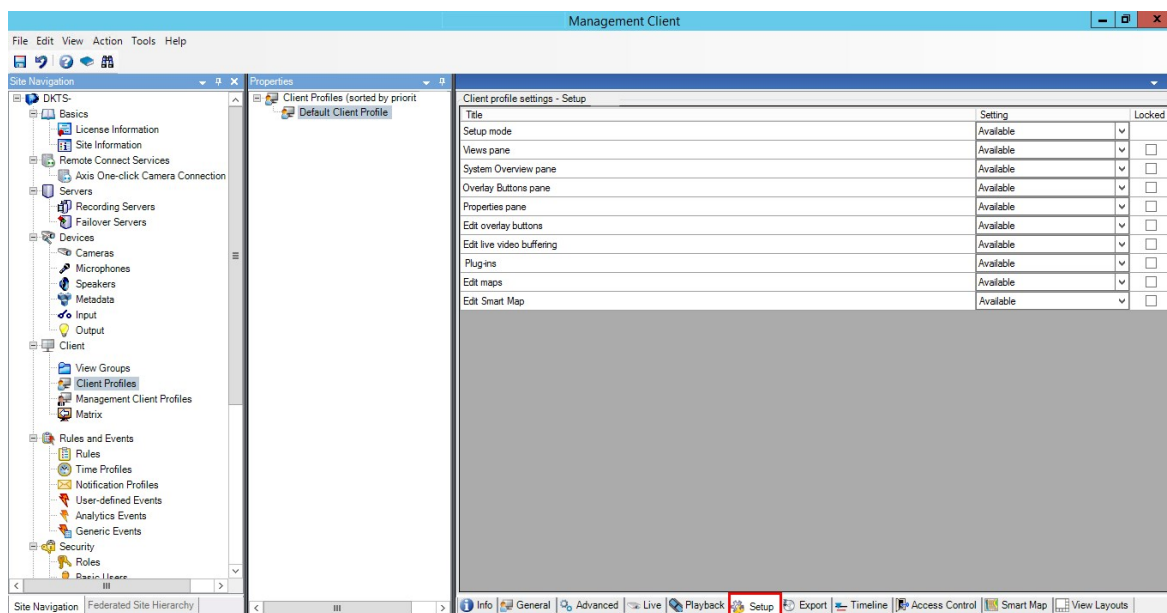 Management Client
File Edit View Action Tools Help
Site Navigation
DKTS-
Basics
License Information
Site Information
Remote Connect Services
Axis One-click Camera Connection
Servers
Recording Servers
Failover Servers
Devices
Cameras
Microphones
Speakers
Metadata
Input
Output
Client
View Groups
Client Profiles
Management Client Profiles
Matrix
Rules and Events
Rules
Time Profiles
Notification Profiles
User-defined Events
Analytics Events
Generic Events
Security
Roles
Basic Users
Site Navigation Federated Site Hierarchy
Properties
Client Profiles (sorted by priorit
Default Client Profile
Client profile settings - Setup
Title Setting Locked
Setup mode Available
Views pane Available
System Overview pane Available
Overlay Buttons pane Available
Properties pane Available
Edit overlay buttons Available
Edit live video buffering Available
Plug-ins Available
Edit maps Available
Edit Smart Map Available
Info General Advanced Live Playback Setup Export Timeline Access Control Smart Map View Layouts